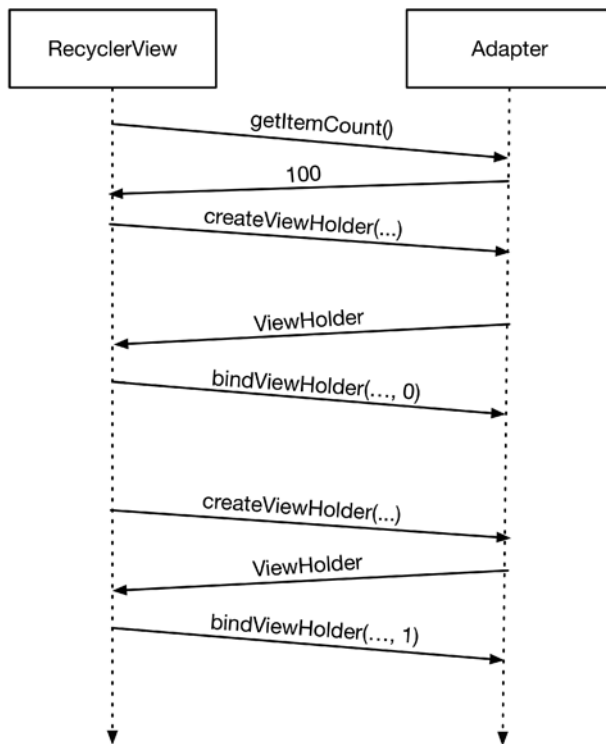 RecyclerView
Adapter
getItemCount()
100
createViewHolder(...)
ViewHolder
bindViewHolder(..., 0)
createViewHolder(...)
ViewHolder
bindViewHolder(..., 1)